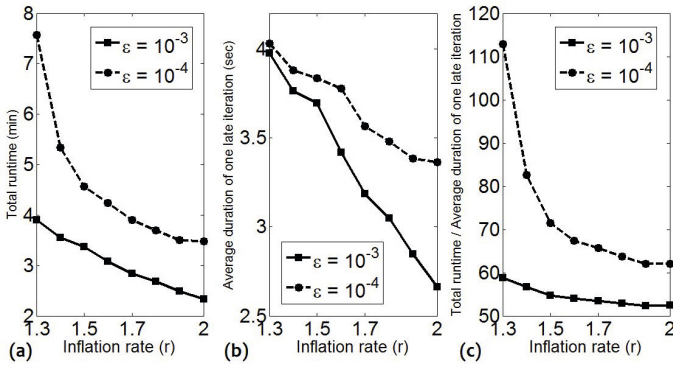 Total runtime (min)
8
7
6
5
4
3
2
ε = 10⁻³
ε = 10⁻⁴
1.3 1.5 1.7 2
(a) Inflation rate (r)
Average duration of one late iteration (sec)
4
3.5
3
2.5
ε = 10⁻³
ε = 10⁻⁴
1.3 1.5 1.7 2
(b) Inflation rate (r)
Total runtime / Average duration of one late iteration
120
110
100
90
80
70
60
50
ε = 10⁻³
ε = 10⁻⁴
1.3 1.5 1.7 2
(c) Inflation rate (r)